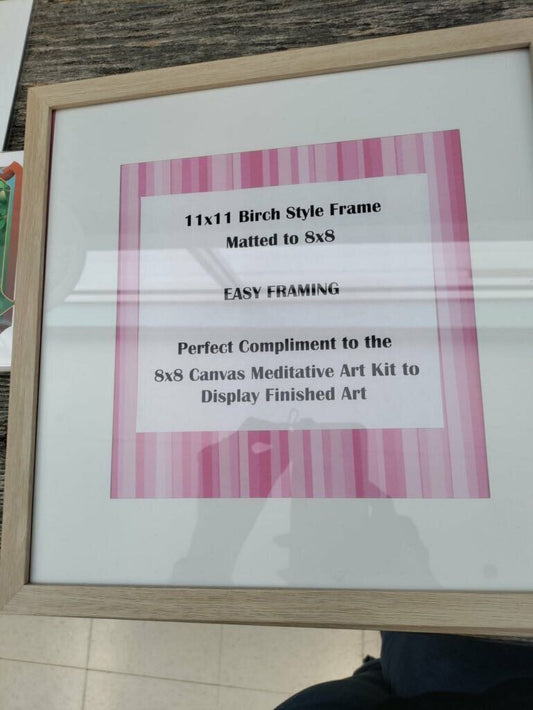 11x11 Birch Style Frame
Matted to 8x8
EASY FRAMING
Perfect Compliment to the
8x8 Canvas Meditative Art Kit to
Display Finished Art